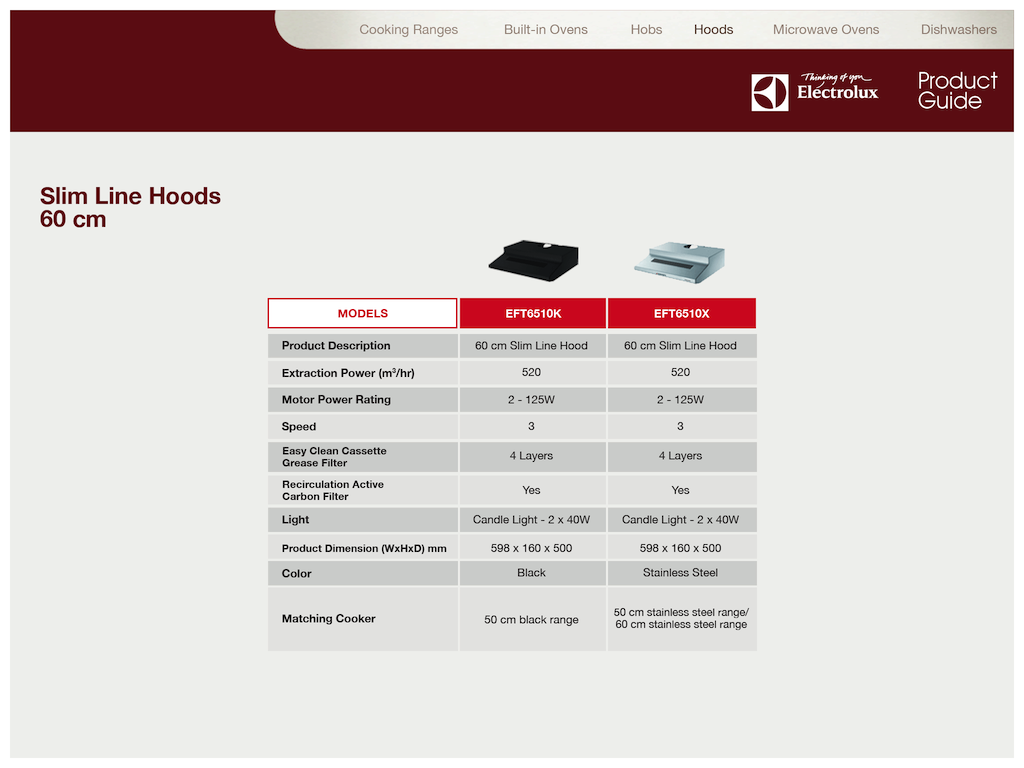 Cooking Ranges Built-in Ovens Hobs Hoods Microwave Ovens Dishwashers
Thinking of you
Electrolux
Product
Guide
Slim Line Hoods
60 cm
MODELS EFT6510K EFT6510X
Product Description 60 cm Slim Line Hood 60 cm Slim Line Hood
Extraction Power (m³/hr) 520 520
Motor Power Rating 2 - 125W 2 - 125W
Speed 3 3
Easy Clean Cassette
Grease Filter 4 Layers 4 Layers
Recirculation Active
Carbon Filter Yes Yes
Light Candle Light - 2 x 40W Candle Light - 2 x 40W
Product Dimension (WxHxD) mm 598 x 160 x 500 598 x 160 x 500
Color Black Stainless Steel
Matching Cooker 50 cm black range 50 cm stainless steel range/
60 cm stainless steel range